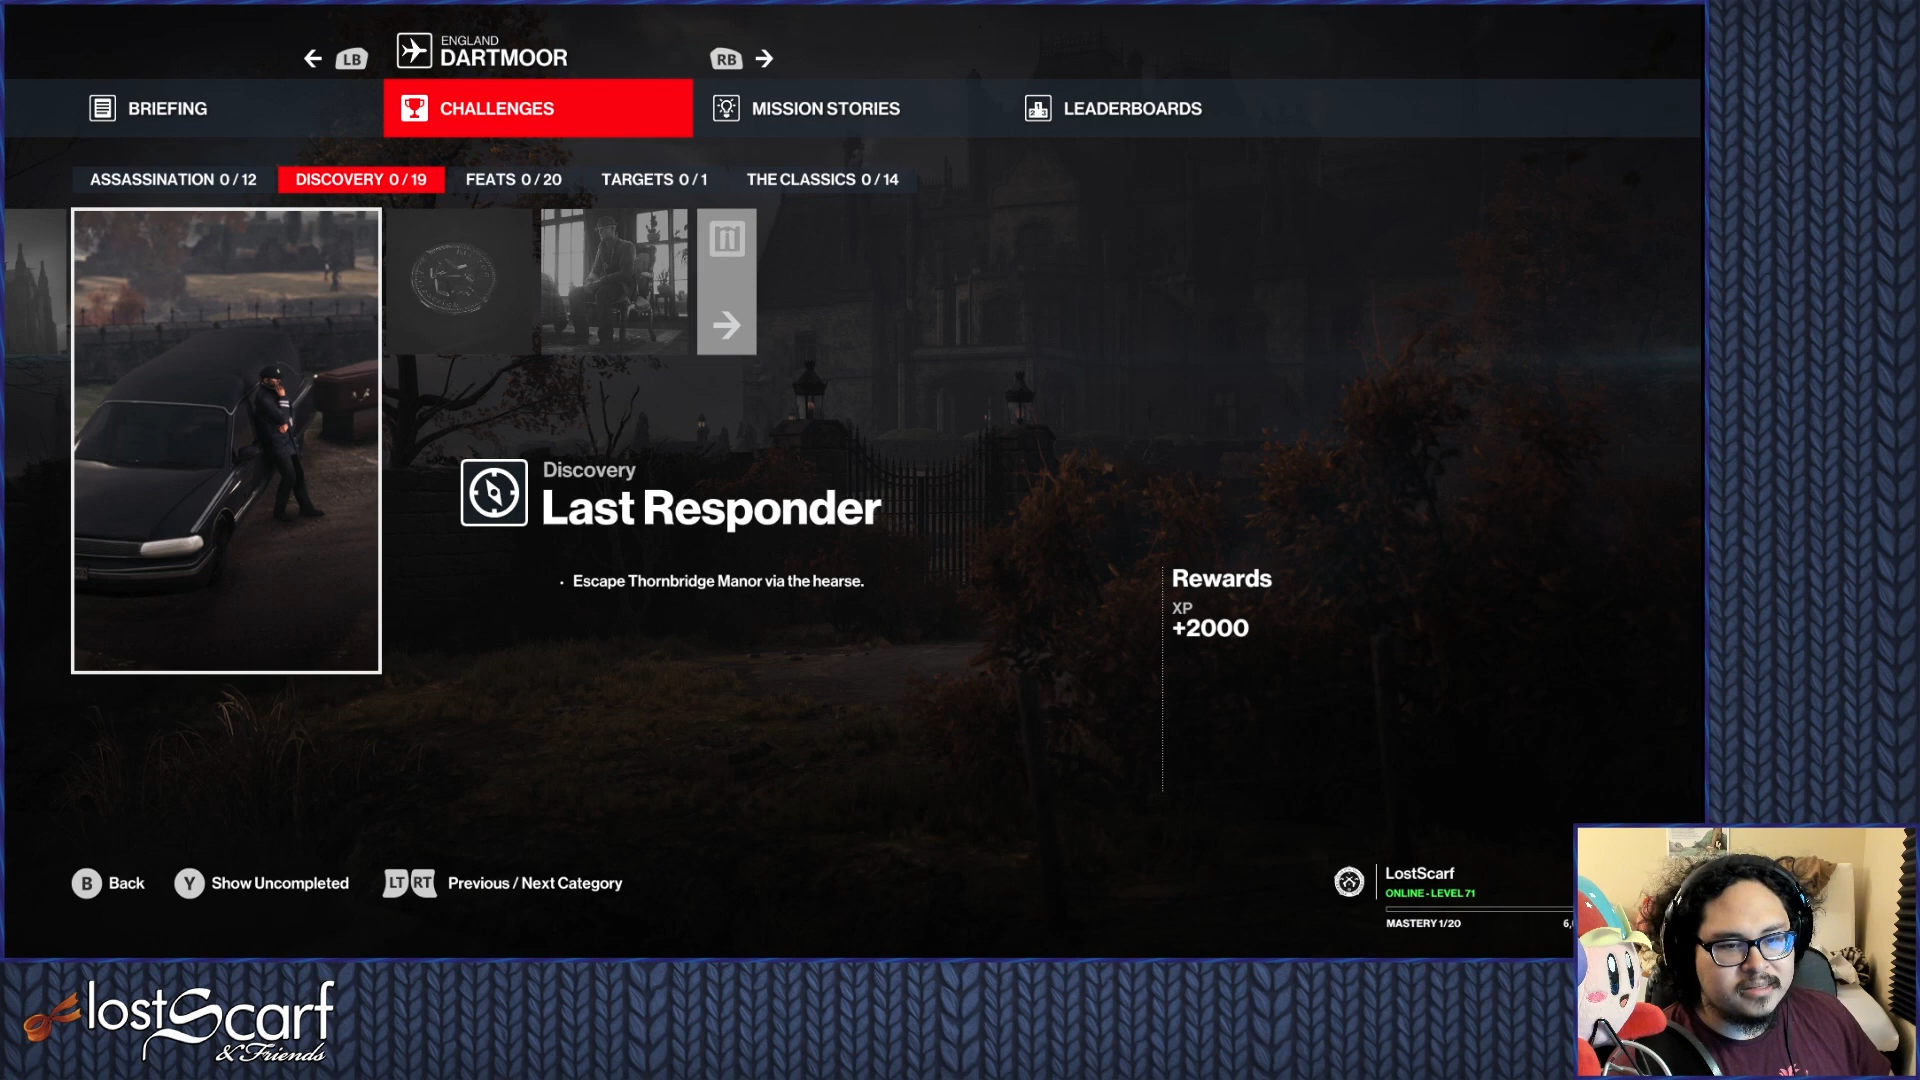 LB
ENGLAND
DARTMOOR
RB
BRIEFING
CHALLENGES
MISSION STORIES
LEADERBOARDS
ASSASSINATION 0 / 12
DISCOVERY 0 / 19
FEATS 0 / 20
TARGETS 0 / 1
THE CLASSICS 0 / 14
Discovery
Last Responder
• Escape Thornbridge Manor via the hearse.
Rewards
XP
+2000
B Back
Y Show Uncompleted
LT RT Previous / Next Category
LostScarf
ONLINE - LEVEL 71
MASTERY 1/20
lostScarf
& Friends